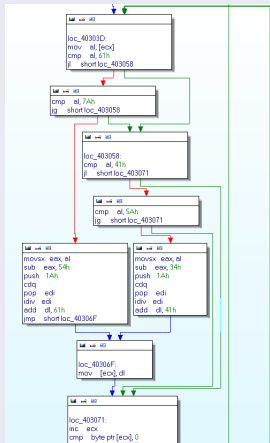 loc_40303D:
mov al, [ecx]
cmp al, 61h
jl short loc_403058
cmp al, 7Ah
jg short loc_403058
loc_403058:
cmp al, 41h
jl short loc_403071
cmp al, 5Ah
jg short loc_403071
movsx eax, al
sub eax, 54h
push 1Ah
cdq
pop edi
idiv edi
add dl, 61h
jmp short loc_40306F
movsx eax, al
sub eax, 34h
push 1Ah
cdq
pop edi
idiv edi
add dl, 41h
loc_40306F:
mov [ecx], dl
loc_403071:
inc ecx
cmp byte ptr [ecx], 0